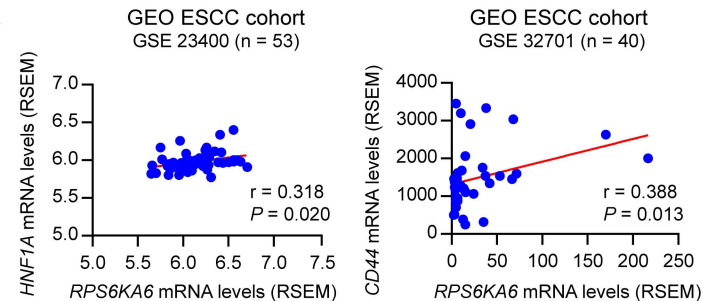 GEO ESCC cohort
GSE 23400 (n = 53)
HNF1A mRNA levels (RSEM)
7.0
6.5
6.0
5.5
5.0
r = 0.318
P = 0.020
5.0 5.5 6.0 6.5 7.0 7.5
RPS6KA6 mRNA levels (RSEM)
GEO ESCC cohort
GSE 32701 (n = 40)
CD44 mRNA levels (RSEM)
4000
3000
2000
1000
0
r = 0.388
P = 0.013
0 50 100 150 200 250
RPS6KA6 mRNA levels (RSEM)